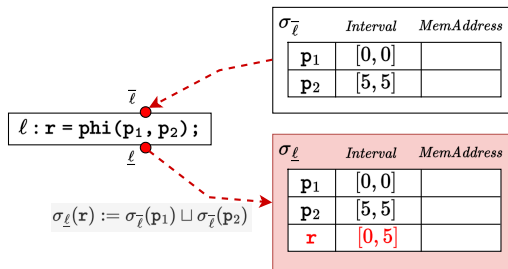 σ_ℓ̅ Interval MemAddress
p₁ [0, 0]
p₂ [5, 5]
ℓ̅
ℓ : r = phi(p₁, p₂);
ℓ̲
σ_ℓ̲(r) := σ_ℓ̅(p₁) ⊔ σ_ℓ̅(p₂)
σ_ℓ̲ Interval MemAddress
p₁ [0, 0]
p₂ [5, 5]
r [0, 5]